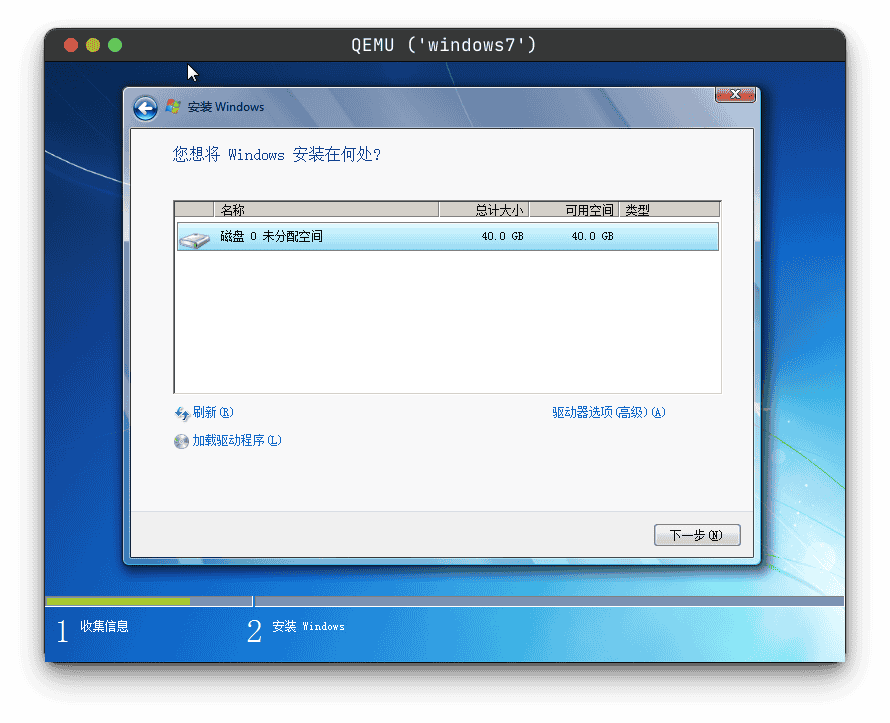 QEMU ('windows7')
安装 Windows
您想将 Windows 安装在何处?
名称 总计大小 可用空间 类型
磁盘 0 未分配空间 40.0 GB 40.0 GB
刷新(R) 驱动器选项(高级)(A)
加载驱动程序(L)
下一步(N)
1 收集信息 2 安装 Windows